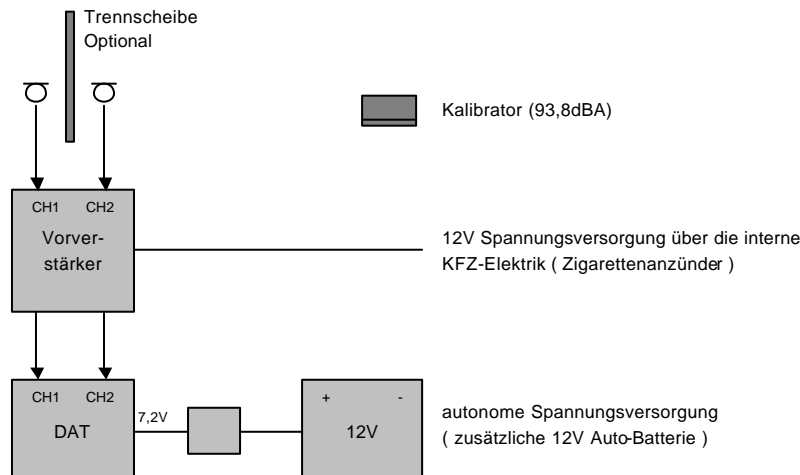 Trennscheibe
Optional
Kalibrator (93,8dBA)
CH1 CH2
Vorver-
stärker
12V Spannungsversorgung über die interne
KFZ-Elektrik ( Zigarettenanzünder )
CH1 CH2
DAT
7,2V
+ -
12V
autonome Spannungsversorgung
( zusätzliche 12V Auto-Batterie )